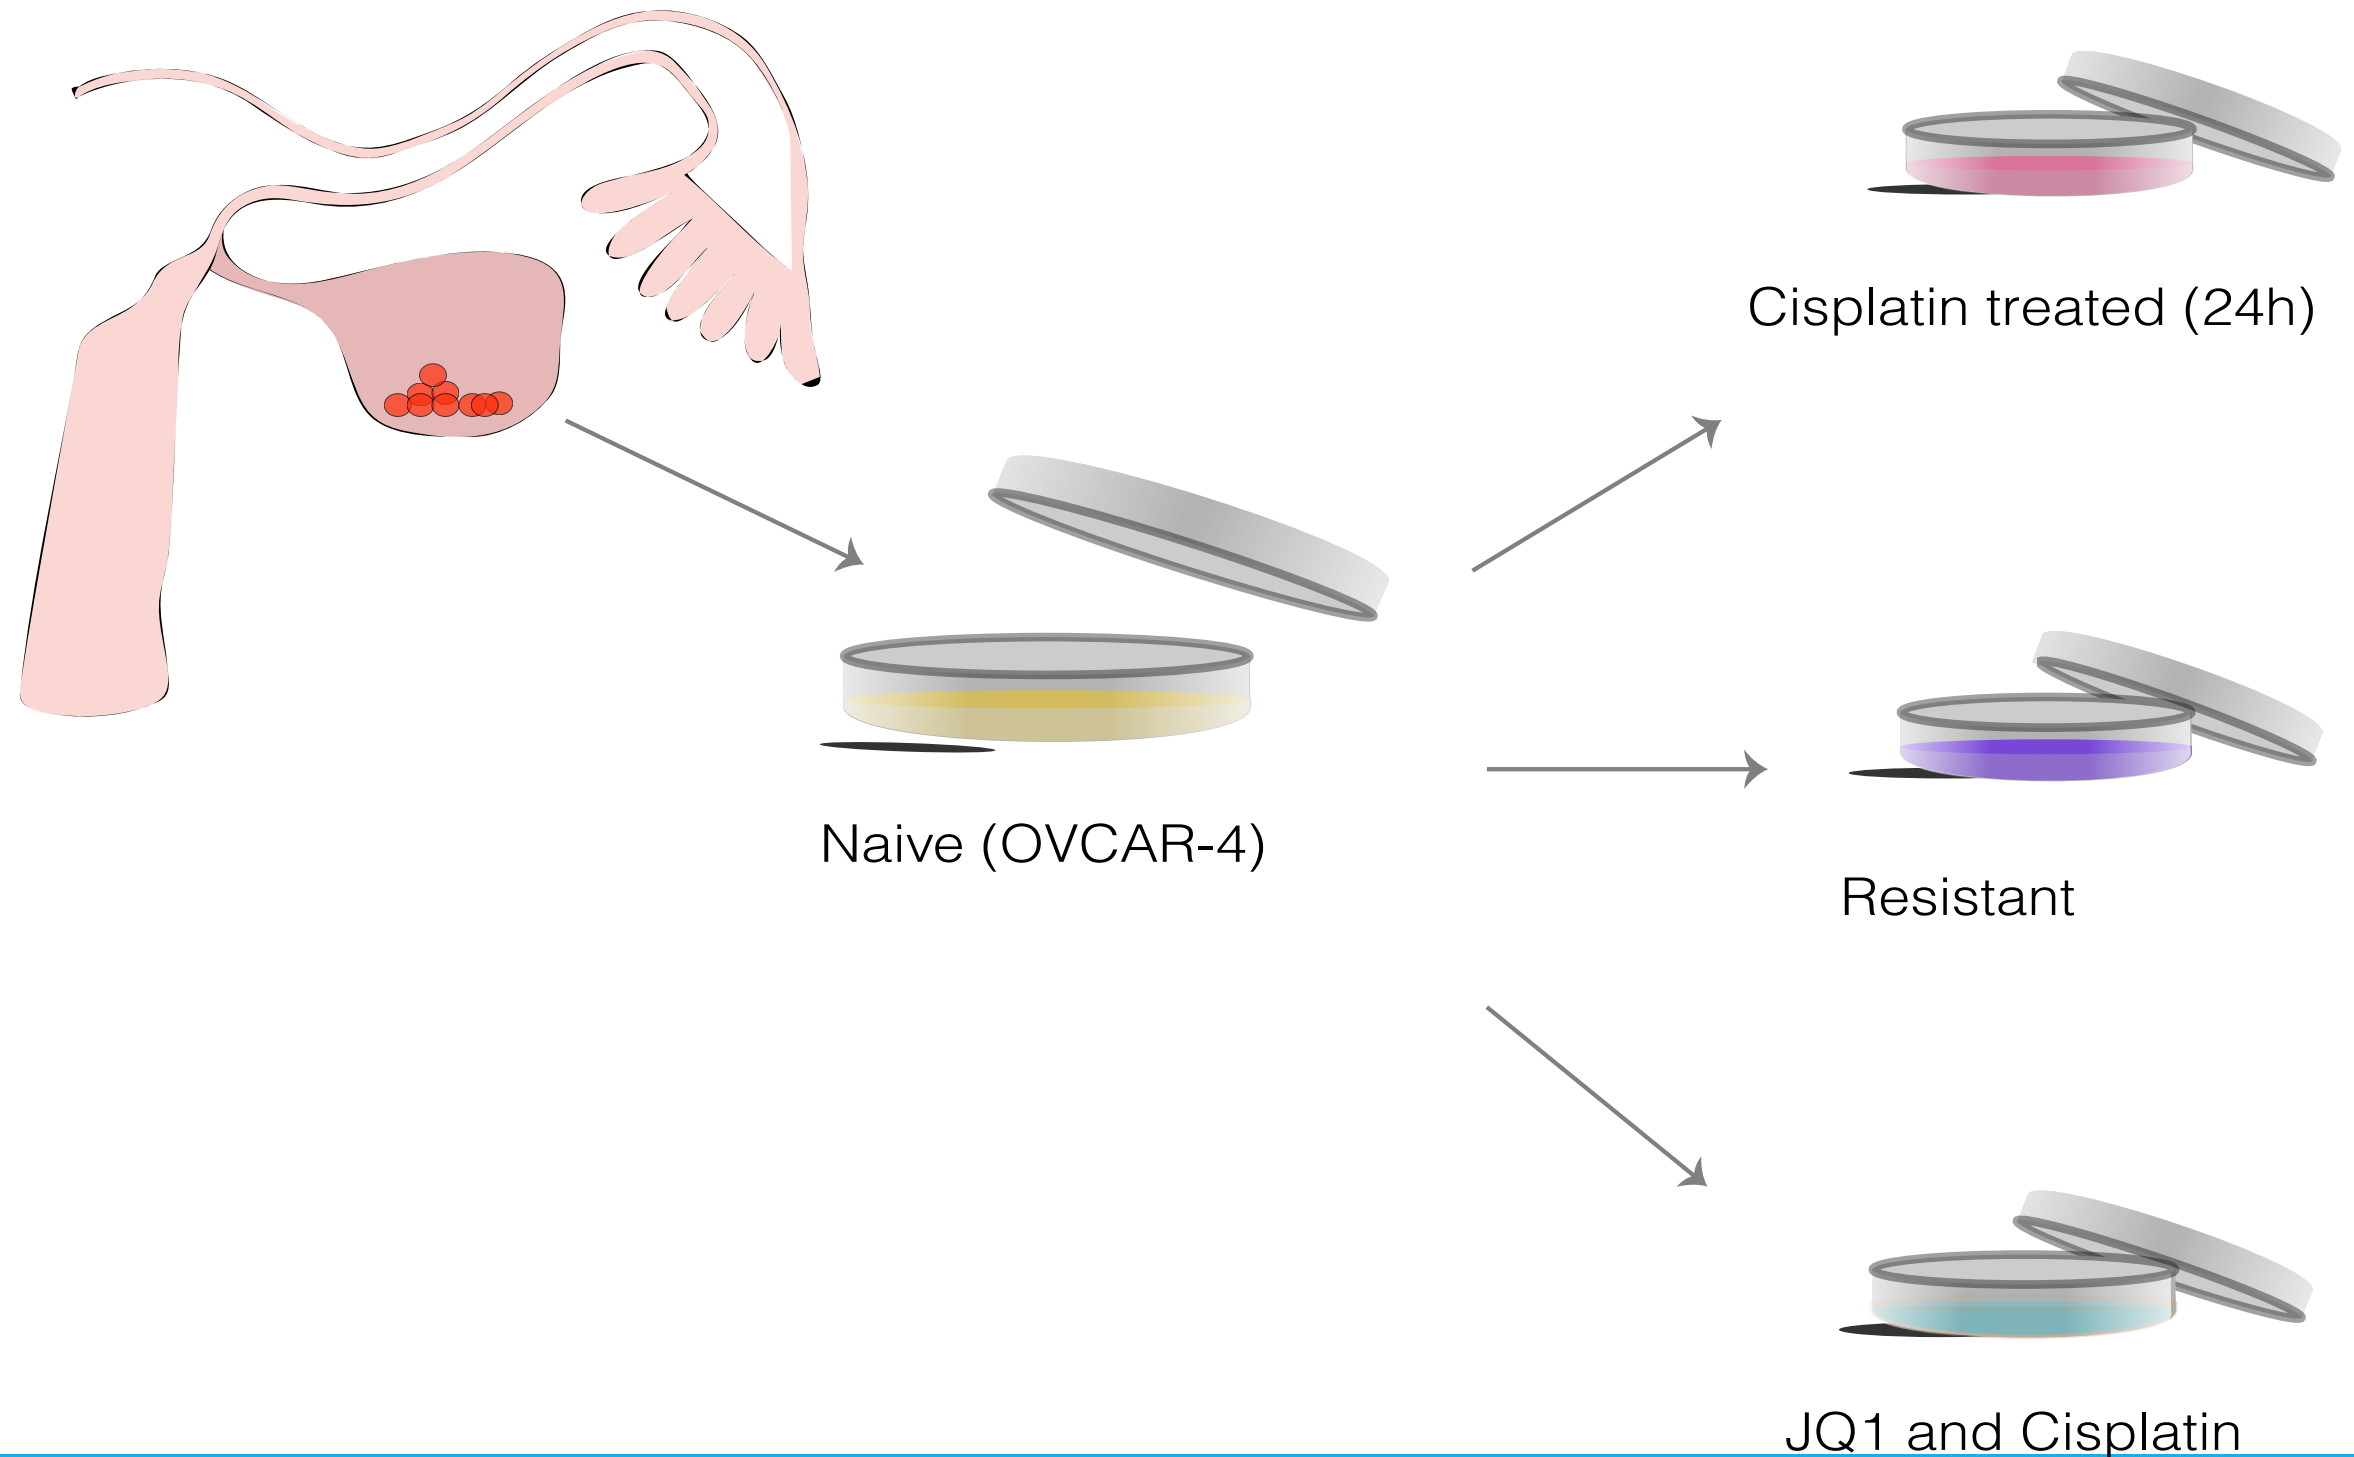 Cisplatin treated (24h)
Naive (OVCAR-4)
Resistant
JQ1 and Cisplatin